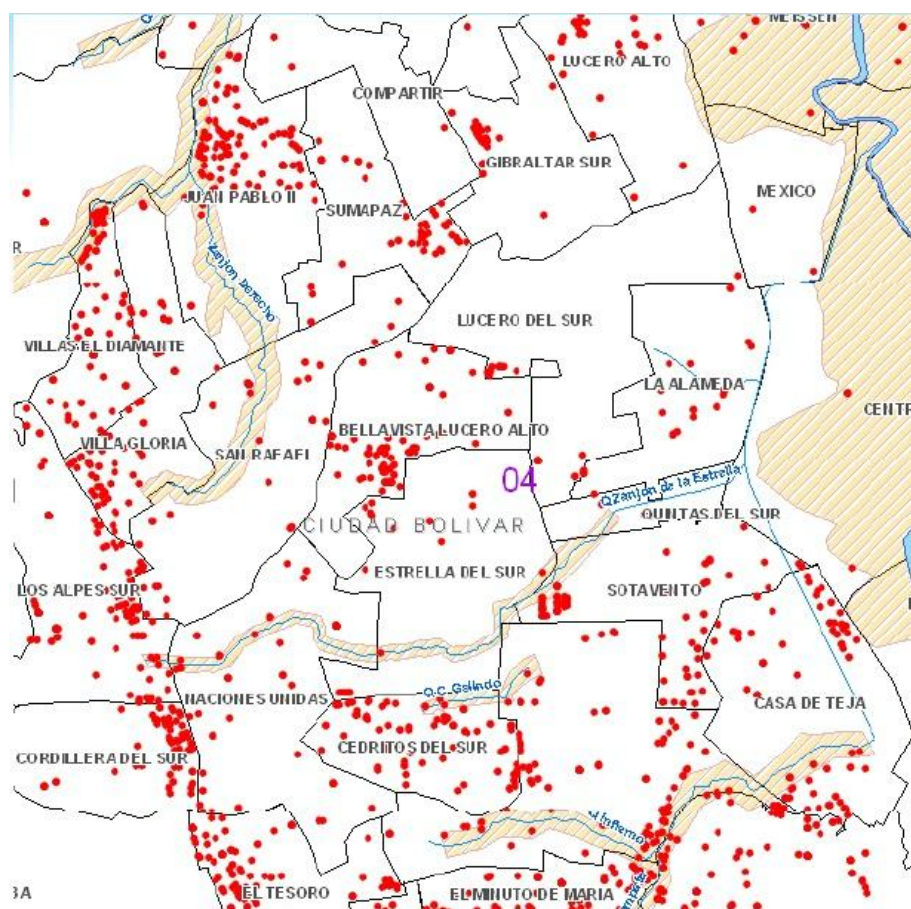 MEISSEN
LUCERO ALTO
COMPARTIR
GIBRALTAR SUR
JUAN PABLO II
MEXICO
SUMAPAZ
R
Zanjon Derecho
LUCERO DEL SUR
VILLAS EL DIAMANTE
LA ALAMEDA
CENTR
VILLA GLORIA
SAN RAFAEL
BELLAVISTA LUCERO ALTO
04
Q Zanjon de la Estrella
QUINTAS DEL SUR
CIUDAD BOLIVAR
LOS ALPES SUR
ESTRELLA DEL SUR
SOTAVENTO
Q.C. Galindo
NACIONES UNIDAS
CASA DE TEJA
CORDILLERA DEL SUR
CEDRITOS DEL SUR
Infierno
BA
EL TESORO
EL MINUTO DE MARIA